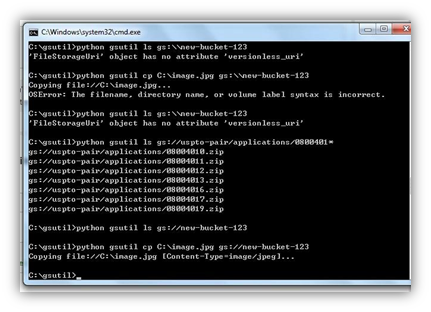 C:\Windows\system32\cmd.exe
C:\gsutil>python gsutil ls gs:\\new-bucket-123
'FileStorageUri' object has no attribute 'versionless_uri'
C:\gsutil>python gsutil cp C:\image.jpg gs:\\new-bucket-123
Copying file://C:\image.jpg...
OSError: The filename, directory name, or volume label syntax is incorrect.
C:\gsutil>python gsutil ls gs:\\new-bucket-123
'FileStorageUri' object has no attribute 'versionless_uri'
C:\gsutil>python gsutil ls gs://uspto-pair/applications/0800401*
gs://uspto-pair/applications/08004010.zip
gs://uspto-pair/applications/08004011.zip
gs://uspto-pair/applications/08004012.zip
gs://uspto-pair/applications/08004013.zip
gs://uspto-pair/applications/08004016.zip
gs://uspto-pair/applications/08004017.zip
gs://uspto-pair/applications/08004019.zip
C:\gsutil>python gsutil ls gs://new-bucket-123
C:\gsutil>python gsutil cp C:\image.jpg gs://new-bucket-123
Copying file://C:\image.jpg [Content-Type=image/jpeg]...
C:\gsutil>_